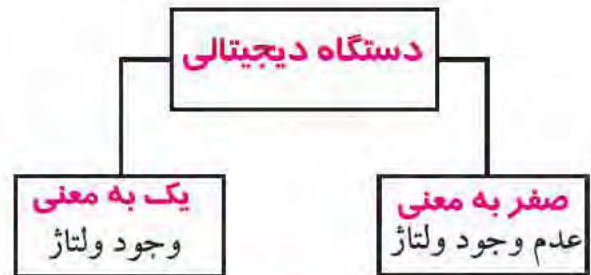 دستگاه دیجیتالی
صفر به معنی
عدم وجود ولتاژ
یک به معنی
وجود ولتاژ